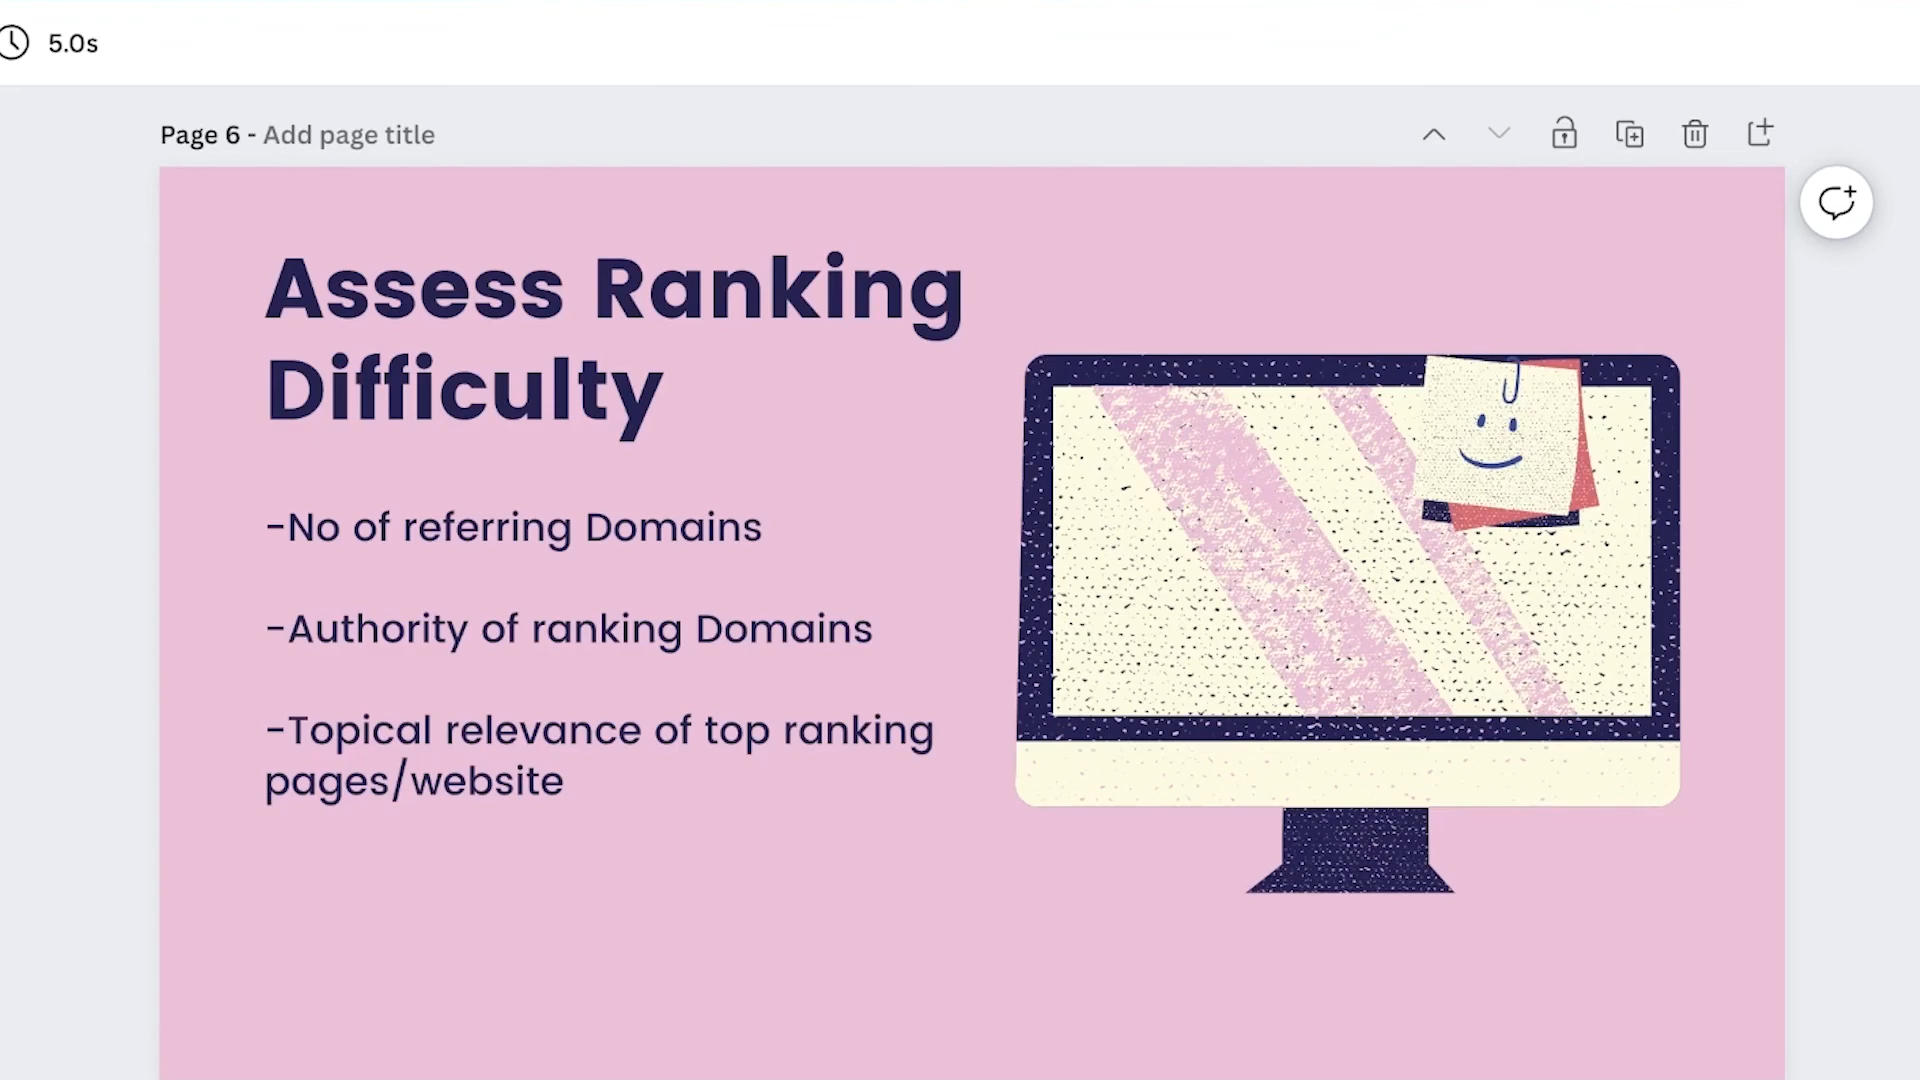 5.0s
Page 6 - Add page title
Assess Ranking
Difficulty
-No of referring Domains
-Authority of ranking Domains
-Topical relevance of top ranking
pages/website